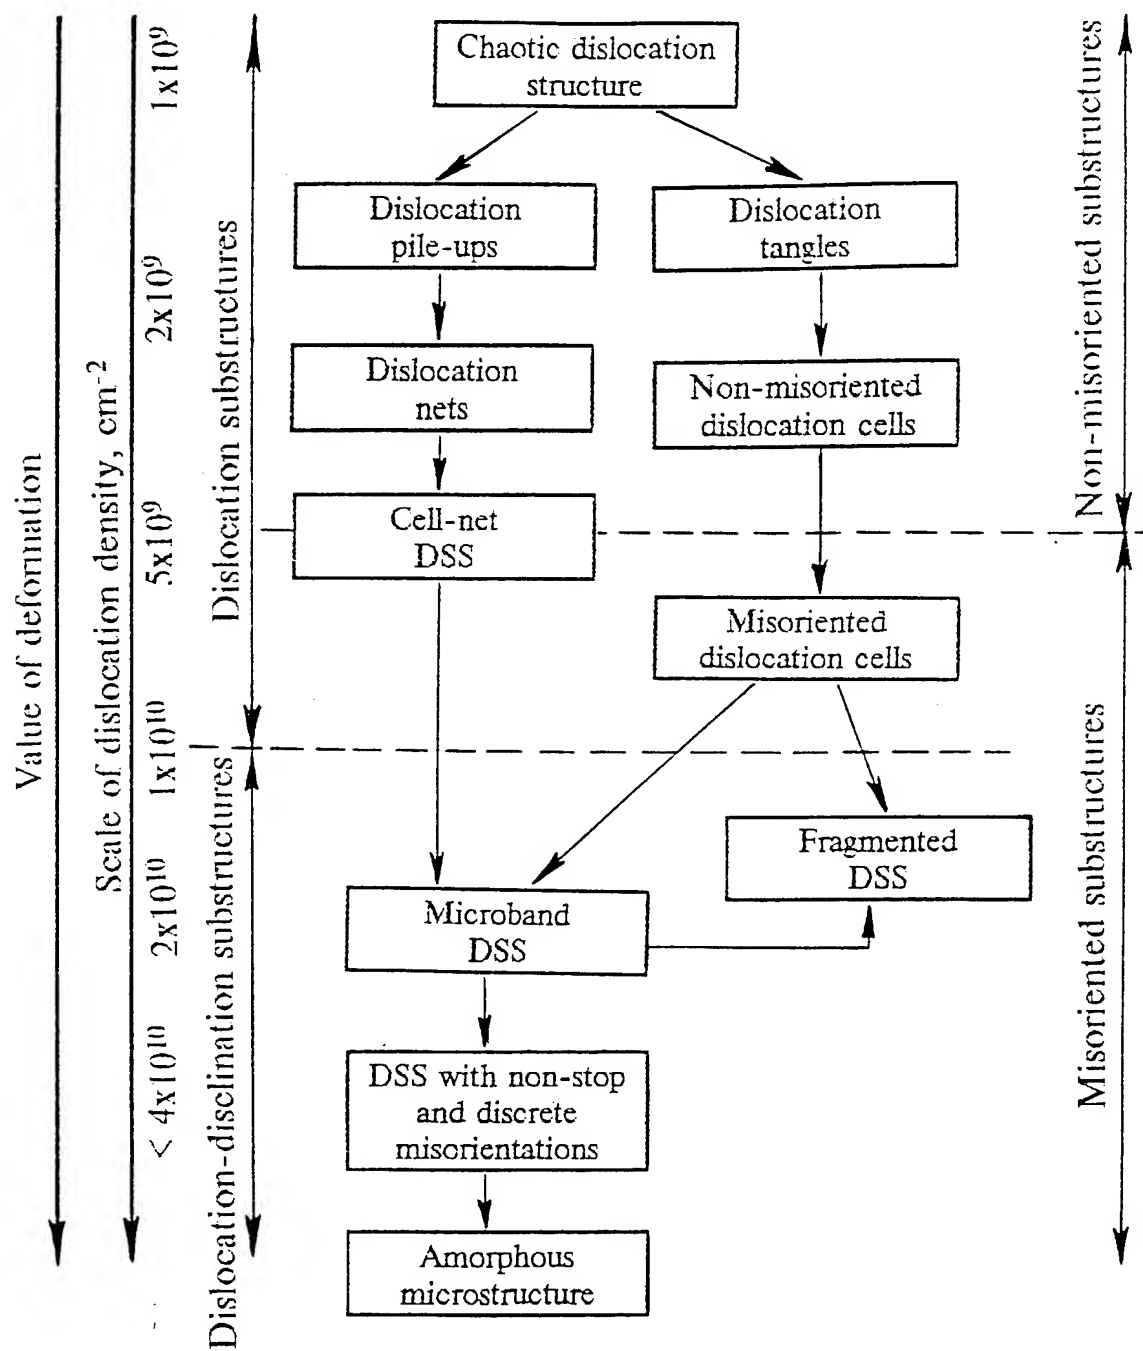 Value of deformation
Scale of dislocation density, cm⁻²
1x10⁹
2x10⁹
5x10⁹
1x10¹⁰
2x10¹⁰
< 4x10¹⁰
Dislocation substructures
Dislocation-disclination substructures
Chaotic dislocation
structure
Dislocation
pile-ups
Dislocation
tangles
Dislocation
nets
Non-misoriented
dislocation cells
Cell-net
DSS
Misoriented
dislocation cells
Fragmented
DSS
Microband
DSS
DSS with non-stop
and discrete
misorientations
Amorphous
microstructure
Non-misoriented substructures
Misoriented substructures